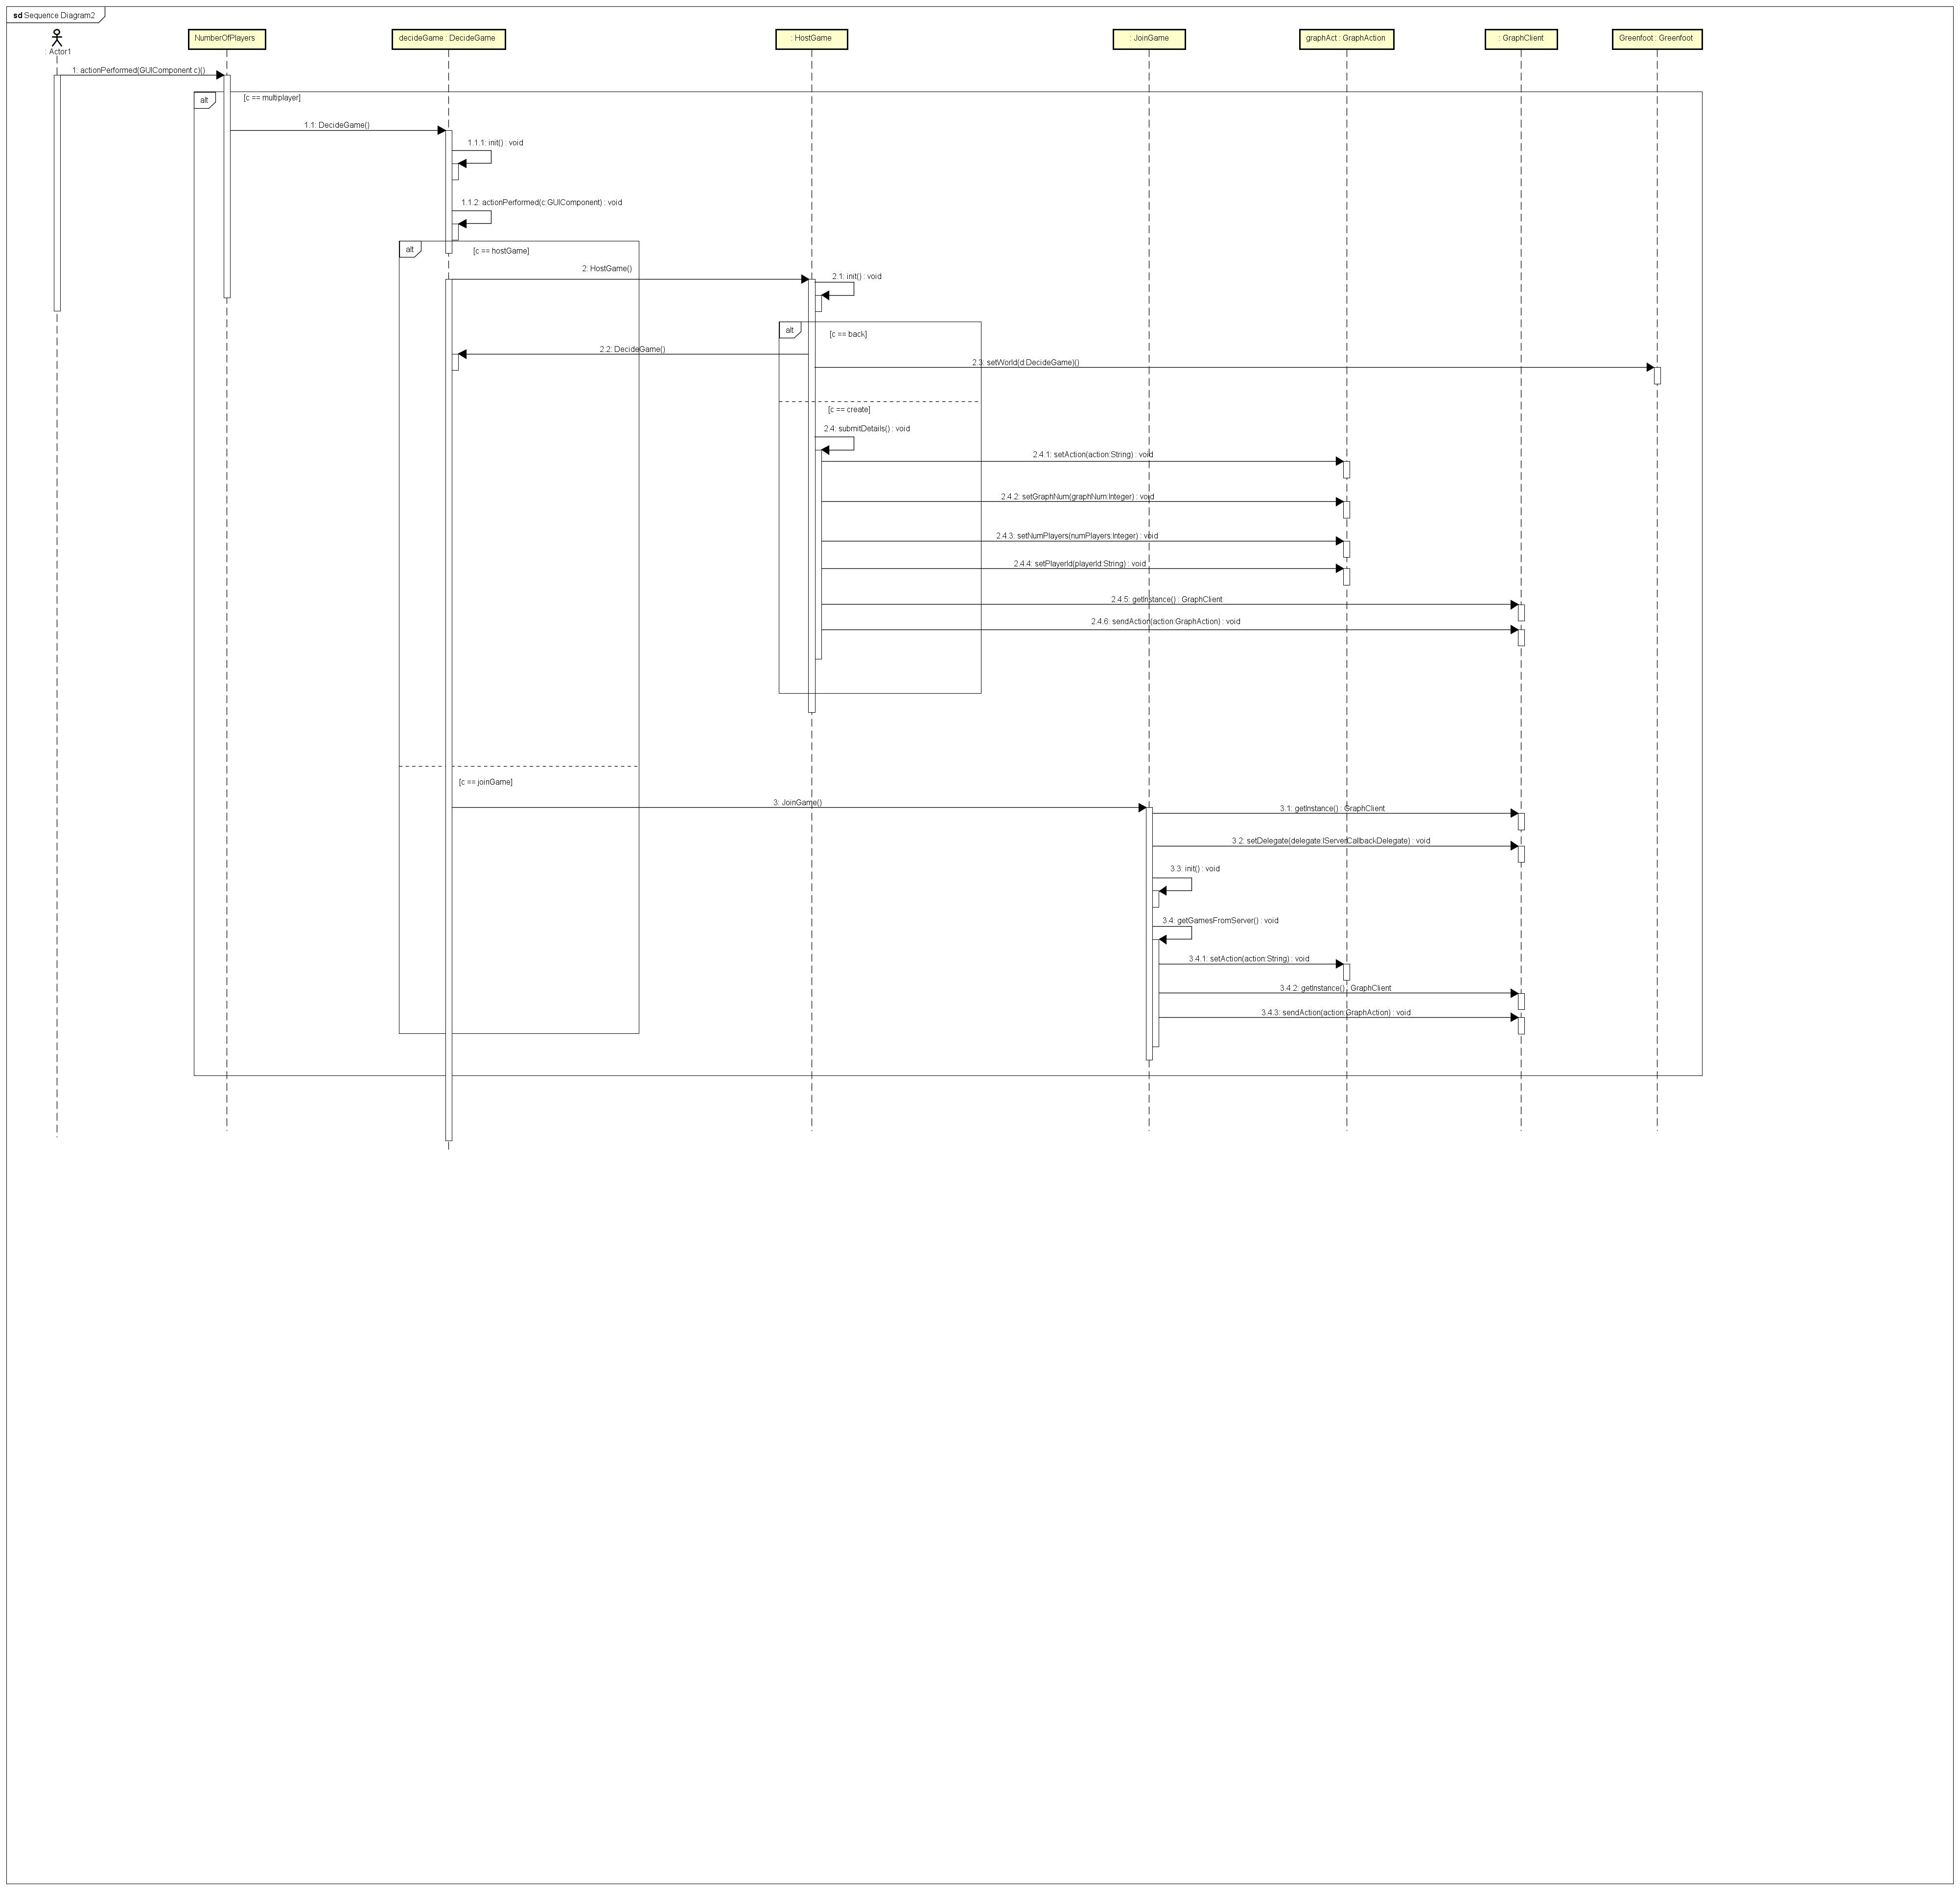 sd Sequence Diagram2
: Actor1
NumberOfPlayers
decideGame : DecideGame
: HostGame
: JoinGame
graphAct : GraphAction
: GraphClient
Greenfoot : Greenfoot
1: actionPerformed(GUIComponent c)()
alt
[c == multiplayer]
1.1: DecideGame()
1.1.1: init() : void
1.1.2: actionPerformed(c:GUIComponent) : void
alt
[c == hostGame]
2: HostGame()
2.1: init() : void
alt
[c == back]
2.2: DecideGame()
2.3: setWorld(d:DecideGame)()
[c == create]
2.4: submitDetails() : void
2.4.1: setAction(action:String) : void
2.4.2: setGraphNum(graphNum:Integer) : void
2.4.3: setNumPlayers(numPlayers:Integer) : void
2.4.4: setPlayerId(playerId:String) : void
2.4.5: getInstance() : GraphClient
2.4.6: sendAction(action:GraphAction) : void
[c == joinGame]
3: JoinGame()
3.1: getInstance() : GraphClient
3.2: setDelegate(delegate:IServerCallbackDelegate) : void
3.3: init() : void
3.4: getGamesFromServer() : void
3.4.1: setAction(action:String) : void
3.4.2: getInstance() : GraphClient
3.4.3: sendAction(action:GraphAction) : void